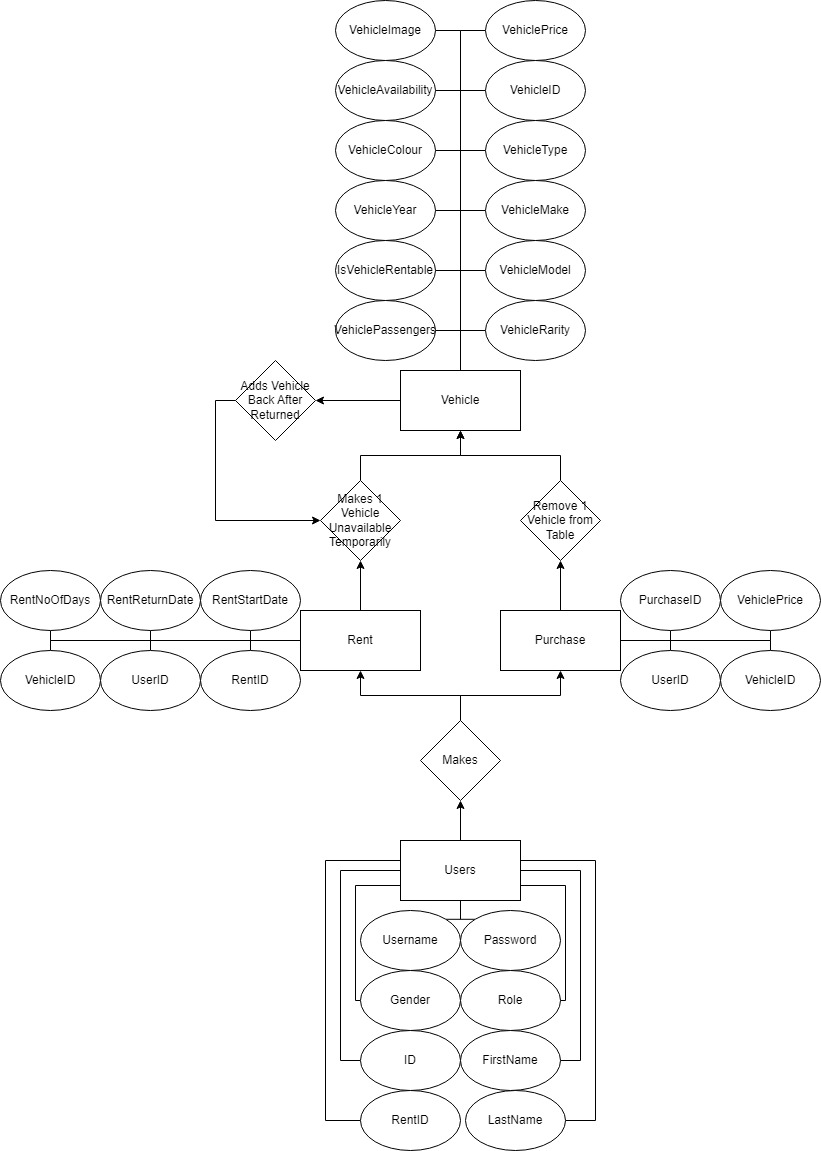 VehicleImage
VehiclePrice
VehicleAvailability
VehicleID
VehicleColour
VehicleType
VehicleYear
VehicleMake
IsVehicleRentable
VehicleModel
VehiclePassengers
VehicleRarity
Adds Vehicle
Back After
Returned
Vehicle
Makes 1
Vehicle
Unavailable
Temporarily
Remove 1
Vehicle from
Table
RentNoOfDays
RentReturnDate
RentStartDate
PurchaseID
VehiclePrice
Rent
Purchase
VehicleID
UserID
RentID
UserID
VehicleID
Makes
Users
Username
Password
Gender
Role
ID
FirstName
RentID
LastName